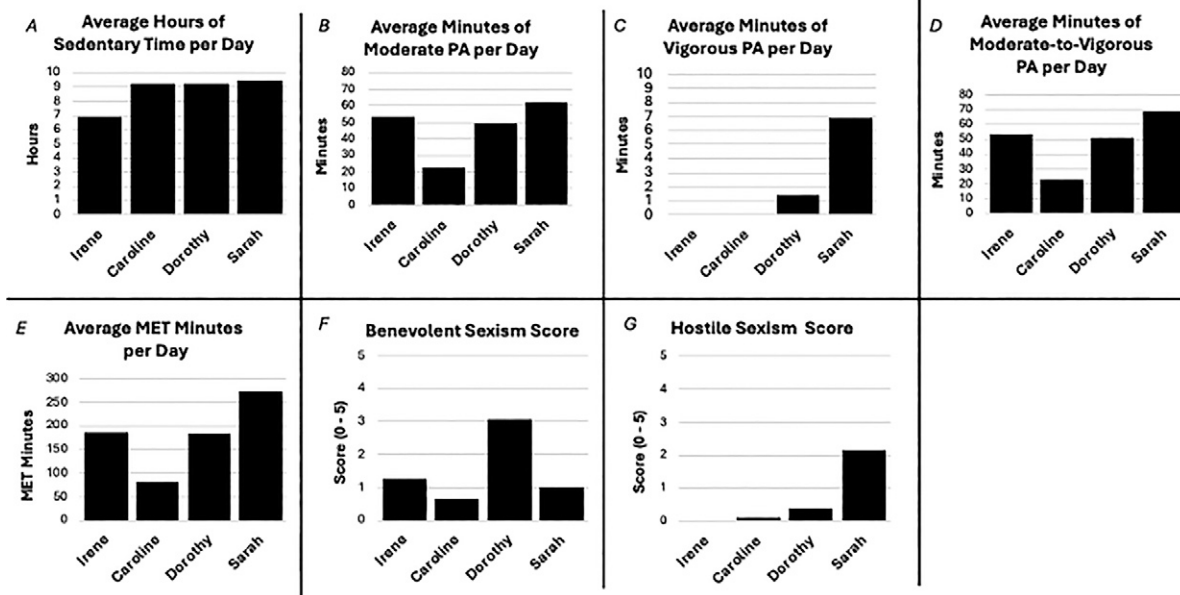 A
Average Hours of
Sedentary Time per Day
Hours
10
9
8
7
6
5
4
3
2
1
0
Irene
Caroline
Dorothy
Sarah
B
Average Minutes of
Moderate PA per Day
Minutes
80
70
60
50
40
30
20
10
0
Irene
Caroline
Dorothy
Sarah
C
Average Minutes of
Vigorous PA per Day
Minutes
10
9
8
7
6
5
4
3
2
1
0
Irene
Caroline
Dorothy
Sarah
D
Average Minutes of
Moderate-to-Vigorous
PA per Day
Minutes
80
70
60
50
40
30
20
10
0
Irene
Caroline
Dorothy
Sarah
E
Average MET Minutes
per Day
MET Minutes
300
250
200
150
100
50
0
Irene
Caroline
Dorothy
Sarah
F
Benevolent Sexism Score
Score (0 - 5)
5
4
3
2
1
0
Irene
Caroline
Dorothy
Sarah
G
Hostile Sexism Score
Score (0 - 5)
5
4
3
2
1
0
Irene
Caroline
Dorothy
Sarah